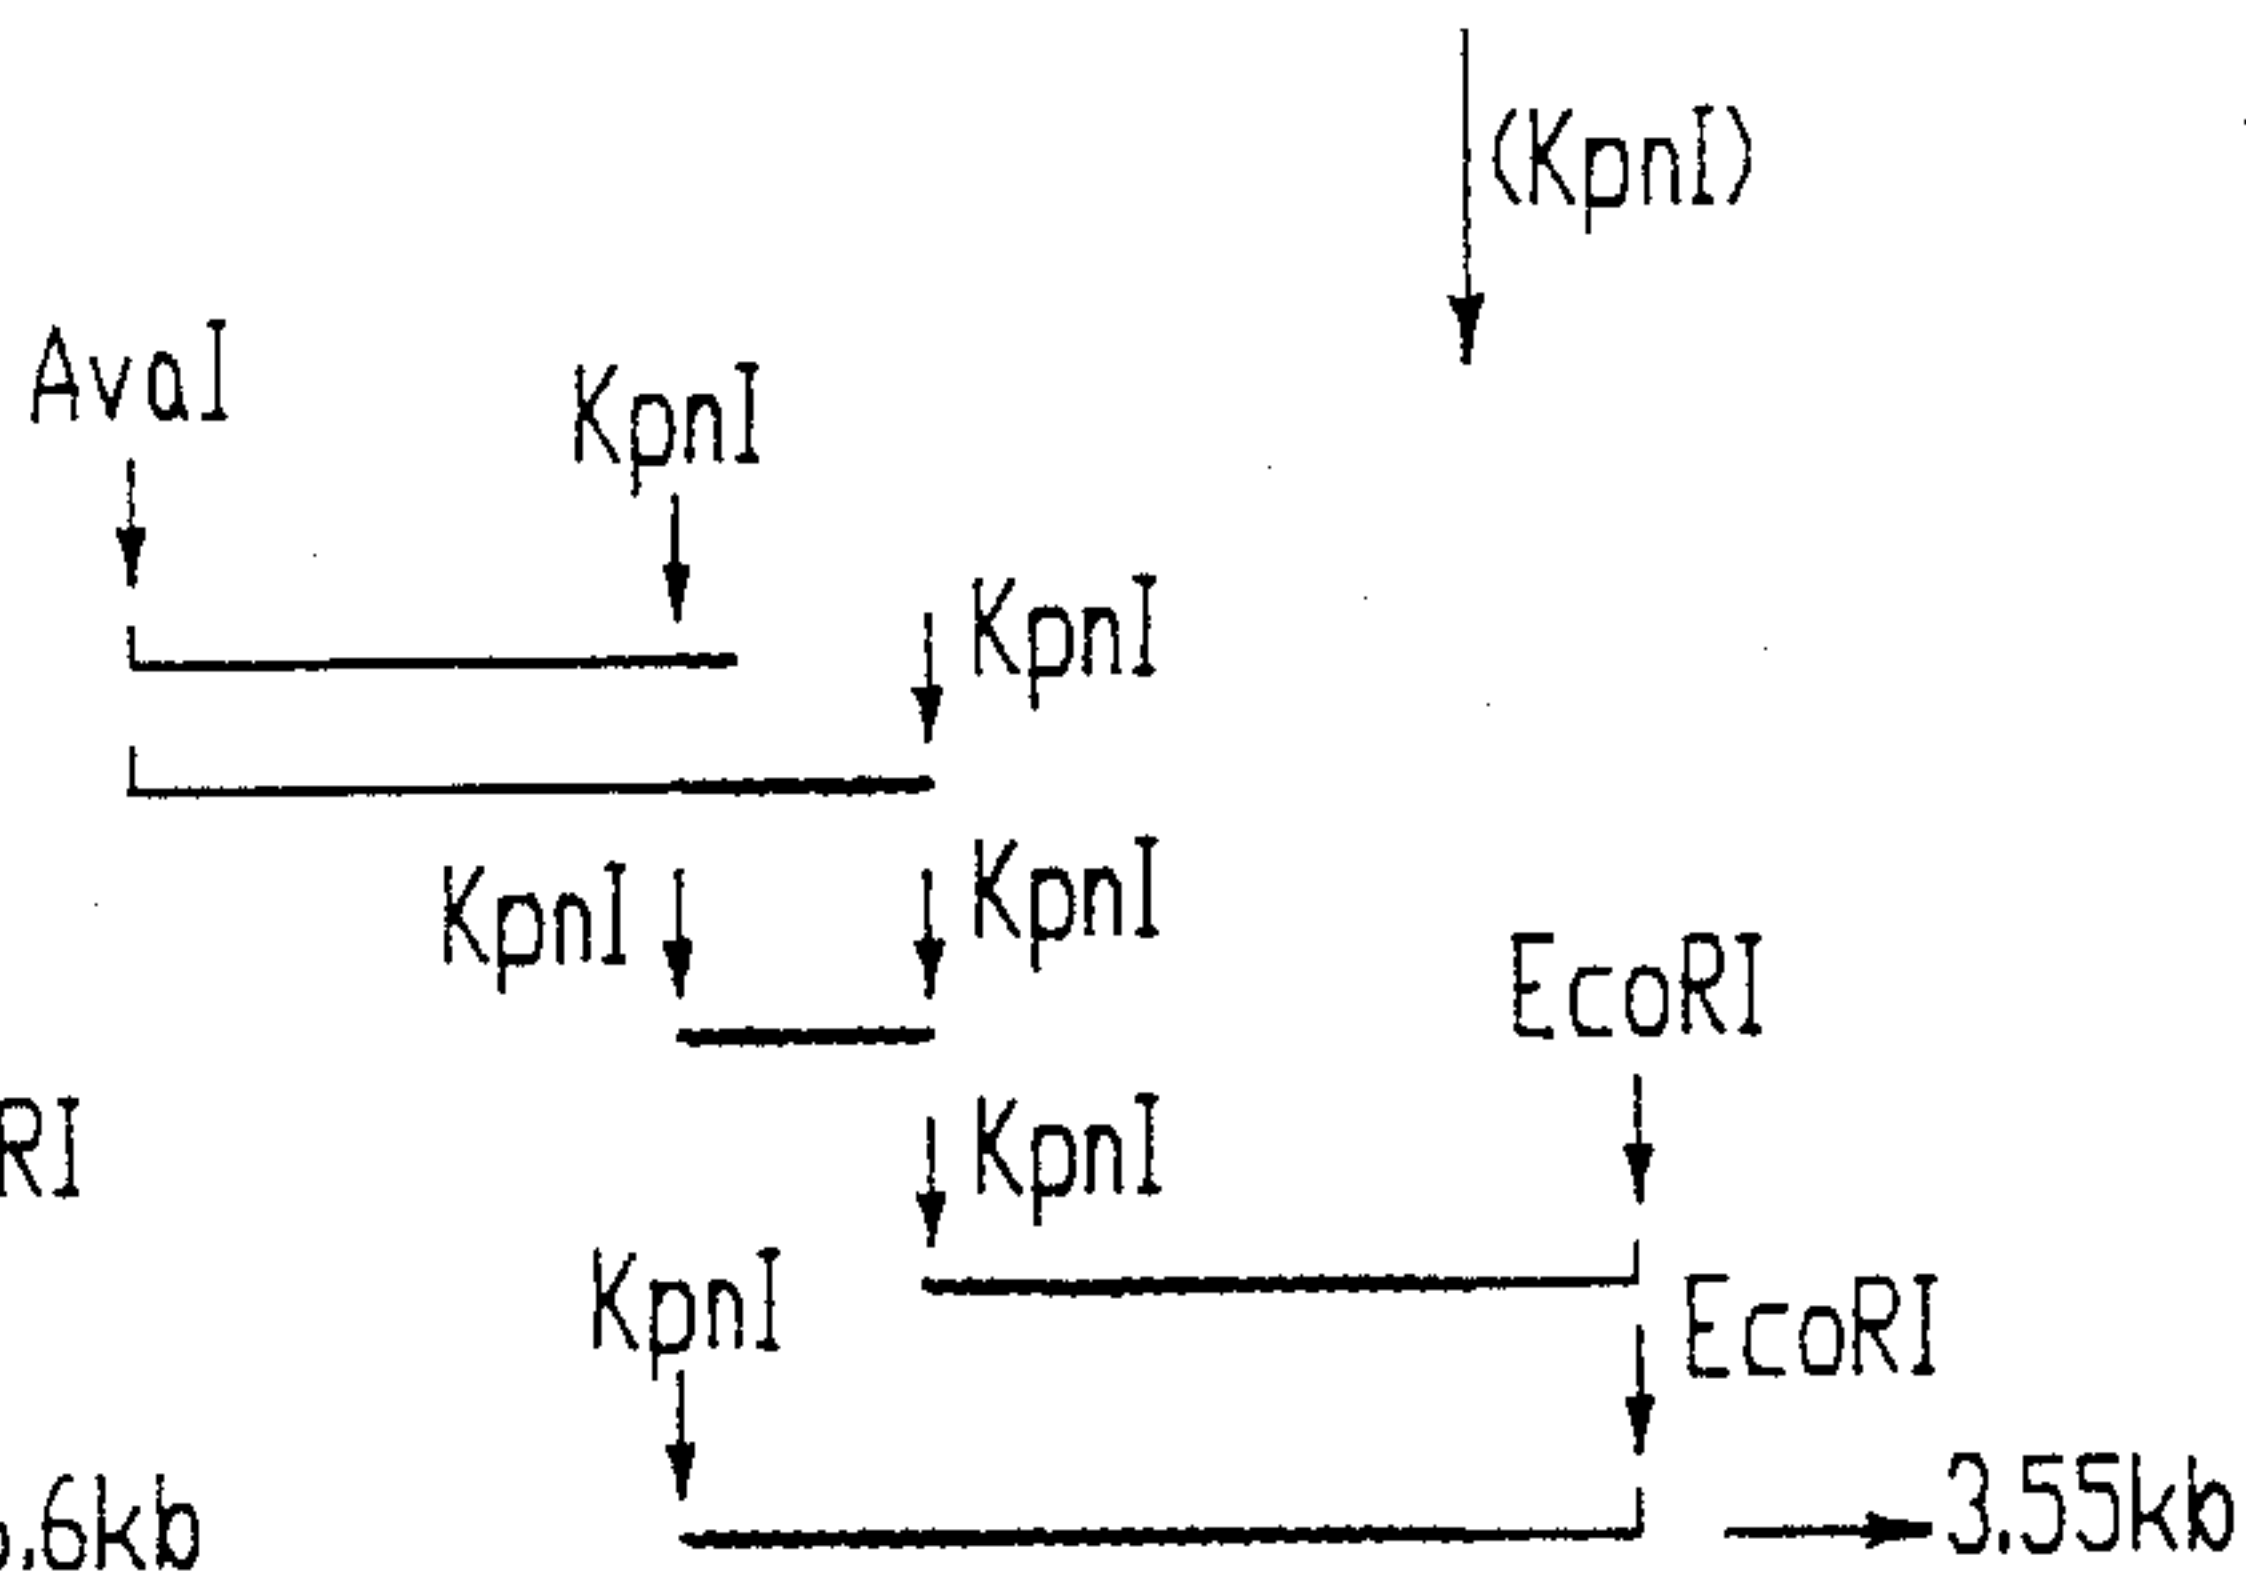 (KpnI)
AvaI
KpnI
KpnI
KpnI KpnI
EcoRI
RI
KpnI
KpnI
EcoRI
.6kb
3.55kb